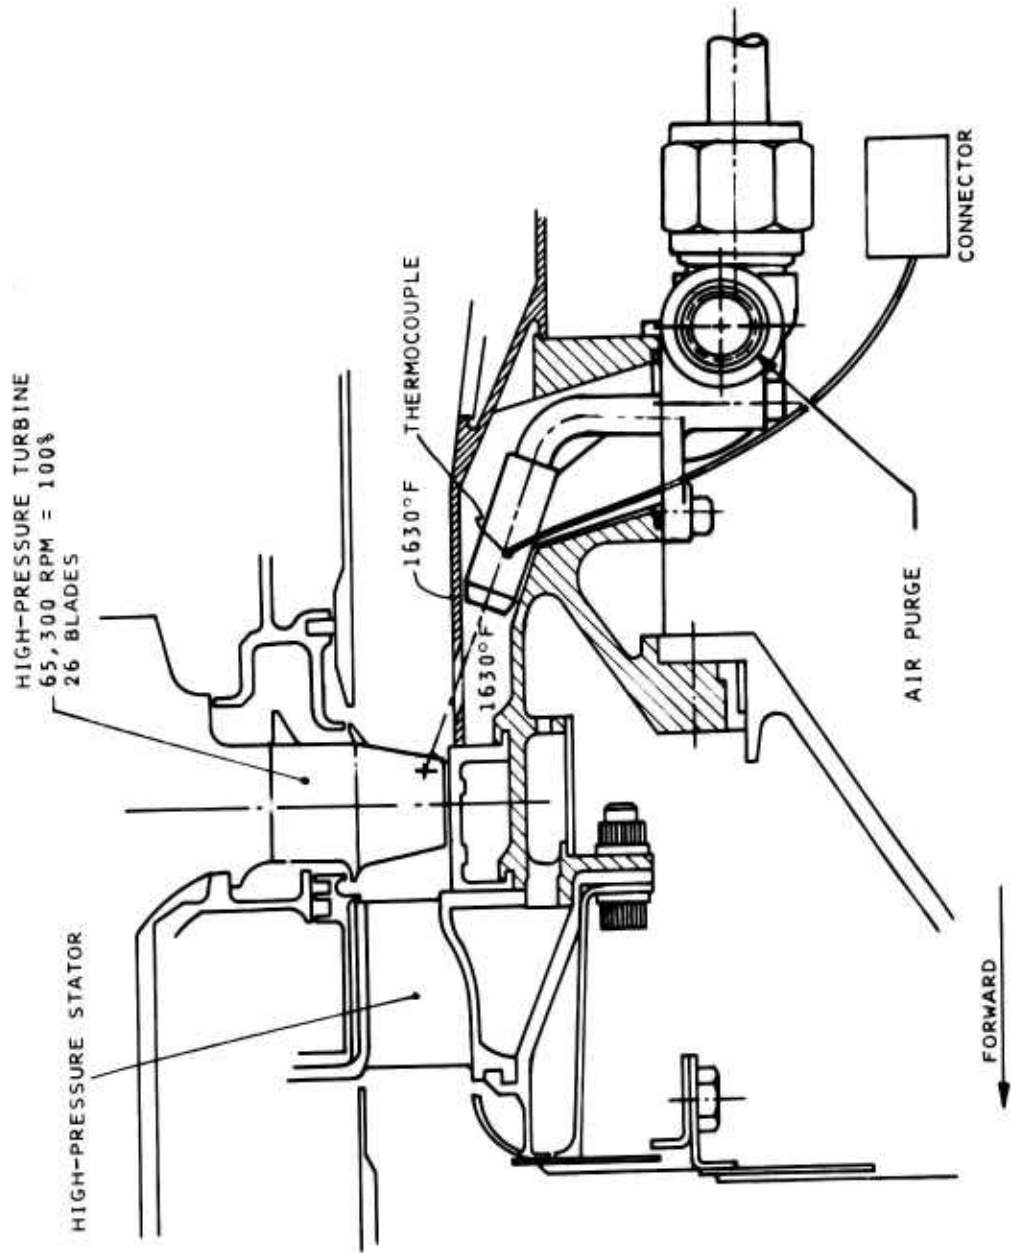 HIGH-PRESSURE TURBINE
65,300 RPM = 100%
26 BLADES
HIGH-PRESSURE STATOR
THERMOCOUPLE
1630°F
1630°F
CONNECTOR
AIR PURGE
FORWARD